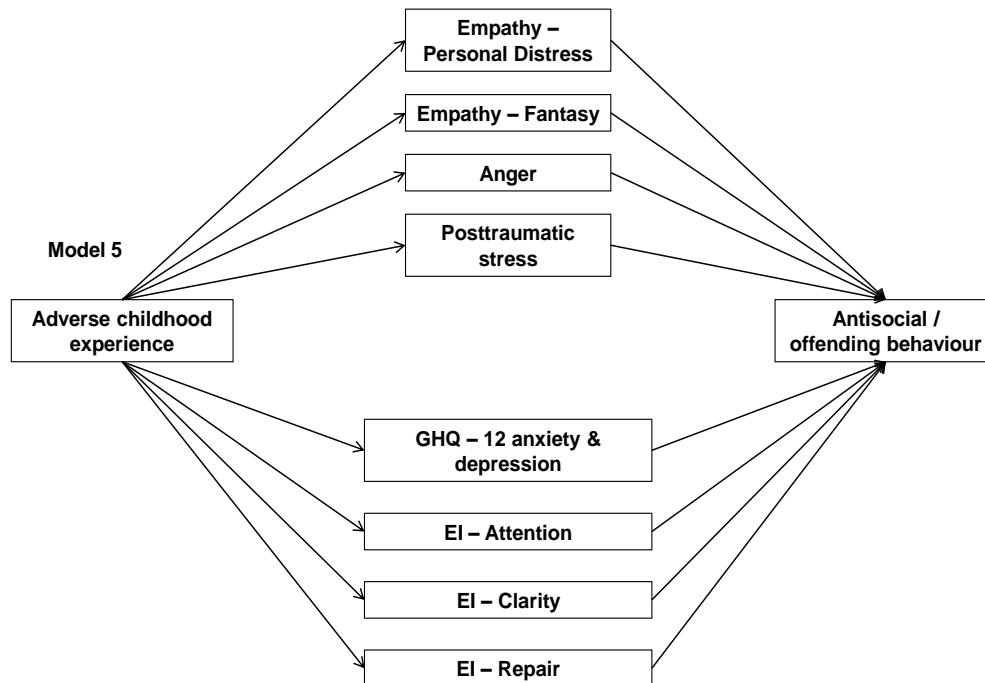 Empathy –
Personal Distress
Empathy – Fantasy
Anger
Posttraumatic
stress
Model 5
Adverse childhood
experience
Antisocial /
offending behaviour
GHQ – 12 anxiety &
depression
EI – Attention
EI – Clarity
EI – Repair